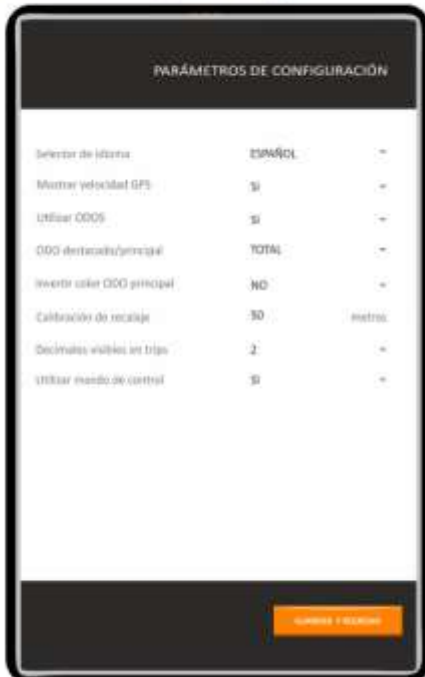 PARÁMETROS DE CONFIGURACIÓN
Selector de idioma ESPAÑOL
Mostrar velocidad GPS SI
Utilizar ODOS SI
ODO destacado/principal TOTAL
Invertir color ODO principal NO
Calibración de recalaje 50 metros
Decimales visibles en trips 2
Utilizar mando de control SI
GUARDAR Y REGRESAR